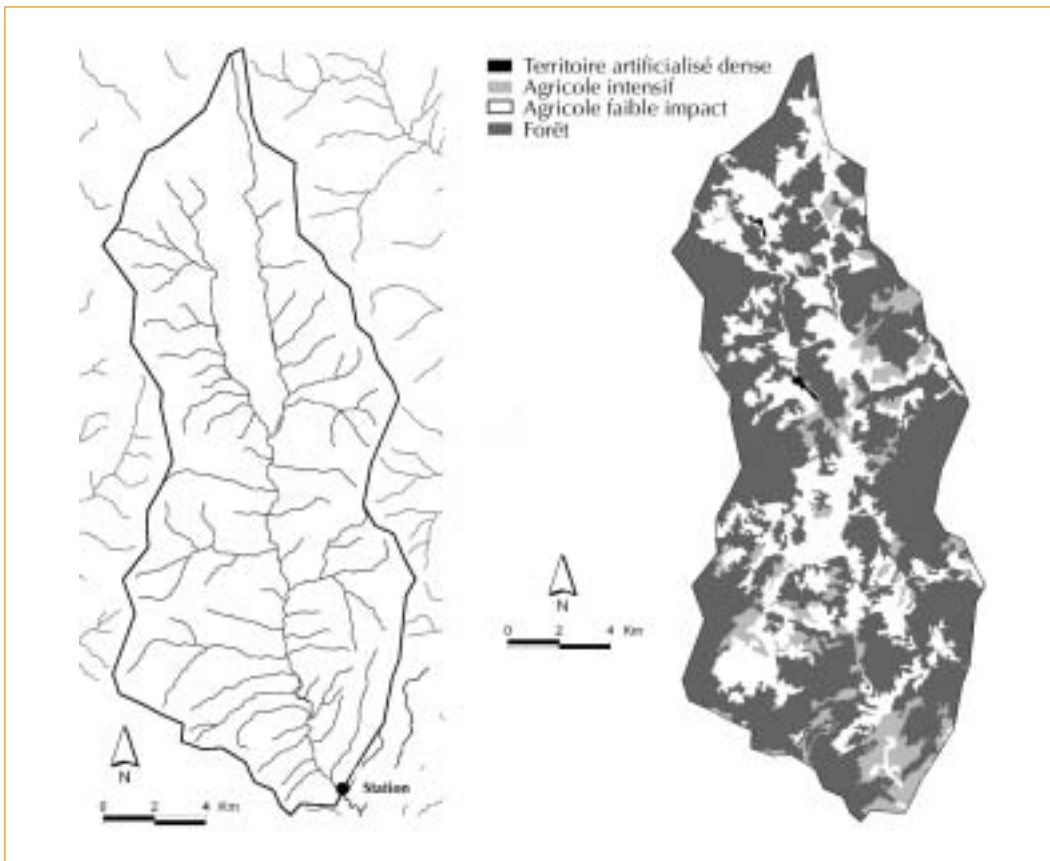 Territoire artificialisé dense
Agricole intensif
Agricole faible impact
Forêt
N
0 2 4 Km
N
0 2 4 Km
Station